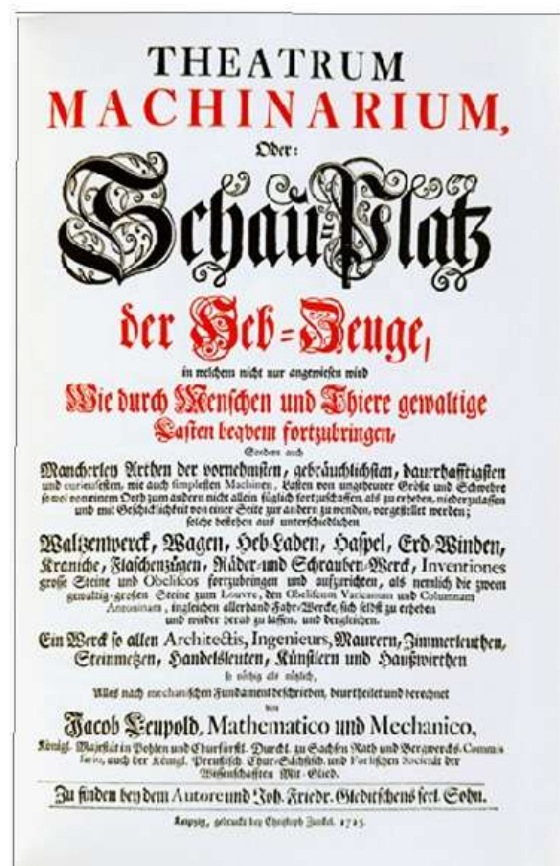 THEATRUM
MACHINARIUM,
Oder:
Schau-Platz
der Heb-Zeuge,
in welchem nicht nur angewiesen wird
Wie durch Menschen und Thiere gewaltige
Lasten beqvem fortzubringen,
Sondern auch
Mancherley Arthen der vornehmsten, gebräuchlichsten, dauerhafftigsten
und curieusesten, wie auch simplesten Machinen, Lasten von ungeheurer Größe und Schwehre
so wol von einem Orth zum andern nicht allein füglich fortzuschaffen, als zu erheben, niederzulassen
und mit Geschicklichkeit von einer Seite zur andern zu wenden, vorgestellet werden;
solche bestehen aus unterschiedlichen
Waltzenwerck, Wagen, Heb-Laden, Haspel, Erd-Winden,
Kraniche, Flaschenzügen, Räder- und Schrauben-Werck, Inventiones
große Steine und Obeliscos fortzubringen und aufzurichten, als nemlich die zween
gewaltig-großen Steine zum Louvre, den Obeliscum Vaticanum und Columnam
Antoninam, ingleichen allerhand Fahr-Wercke, sich selbst zu erheben
und wieder herab zu lassen, und dergleichen.
Ein Werck so allen Architectis, Ingenieurs, Maurern, Zimmerleuthen,
Steinmetzen, Handelsleuten, Künstlern und Haußwirthen
so nöthig als nützlich,
Alles nach mechanischen Fundament beschrieben, beurtheilet und berechnet
von
Jacob Leupold, Mathematico und Mechanico,
Königl. Majestät in Pohlen und Churfürstl. Durchl. zu Sachsen Rath und Bergwercks-Commis-
sario, auch der Königl. Preußisch. Chur-Sächsisch. und Societät der
Wissenschafften Mit-Glied.
Zu finden bey dem Autore und Joh. Friedr. Gleditschens seel. Sohn.
Leipzig, gedruckt bey Christoph Zunkel. 1725.